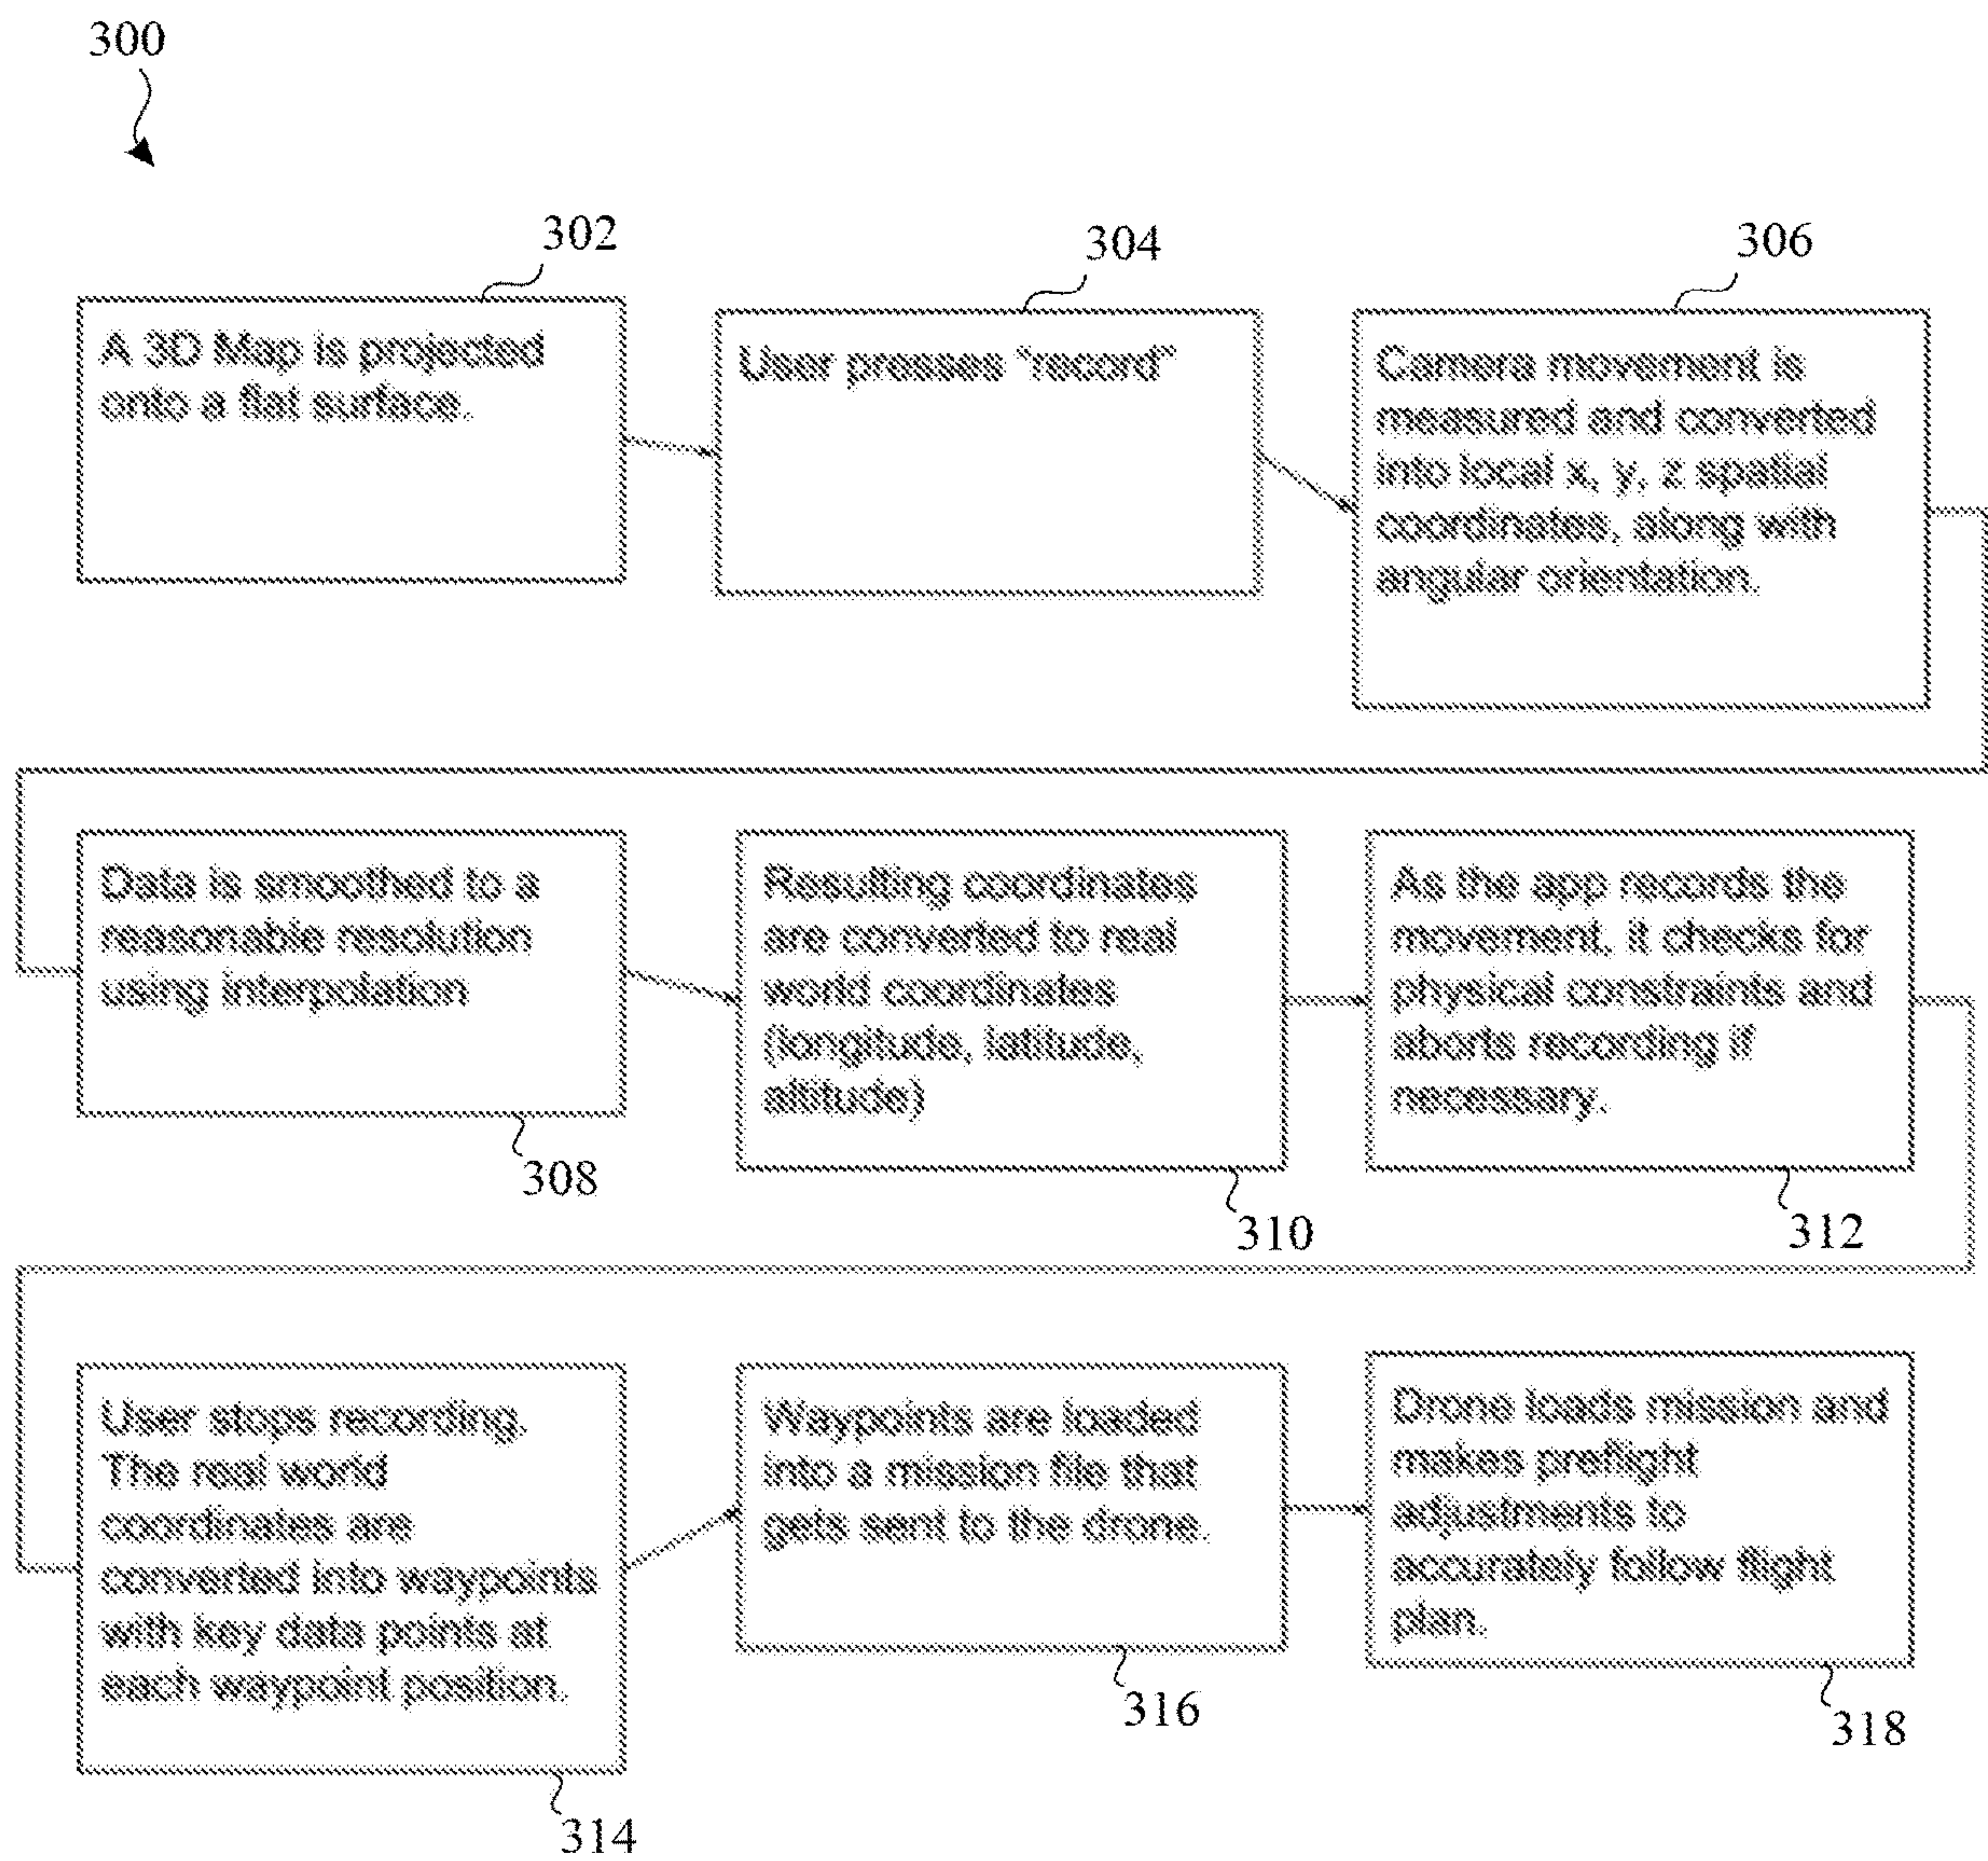 300
302
A 3D Map is projected
onto a flat surface.
304
User presses "record"
306
Camera movement is
measured and converted
into local x, y, z spatial
coordinates, along with
angular orientation.
Data is smoothed to a
reasonable resolution
using interpolation
308
Resulting coordinates
are converted to real
world coordinates
(longitude, latitude,
altitude)
310
As the app records the
movement, it checks for
physical constraints and
aborts recording if
necessary.
312
User stops recording.
The real world
coordinates are
converted into waypoints
with key data points at
each waypoint position.
314
Waypoints are loaded
into a mission file that
gets sent to the drone.
316
Drone loads mission and
makes preflight
adjustments to
accurately follow flight
plan.
318